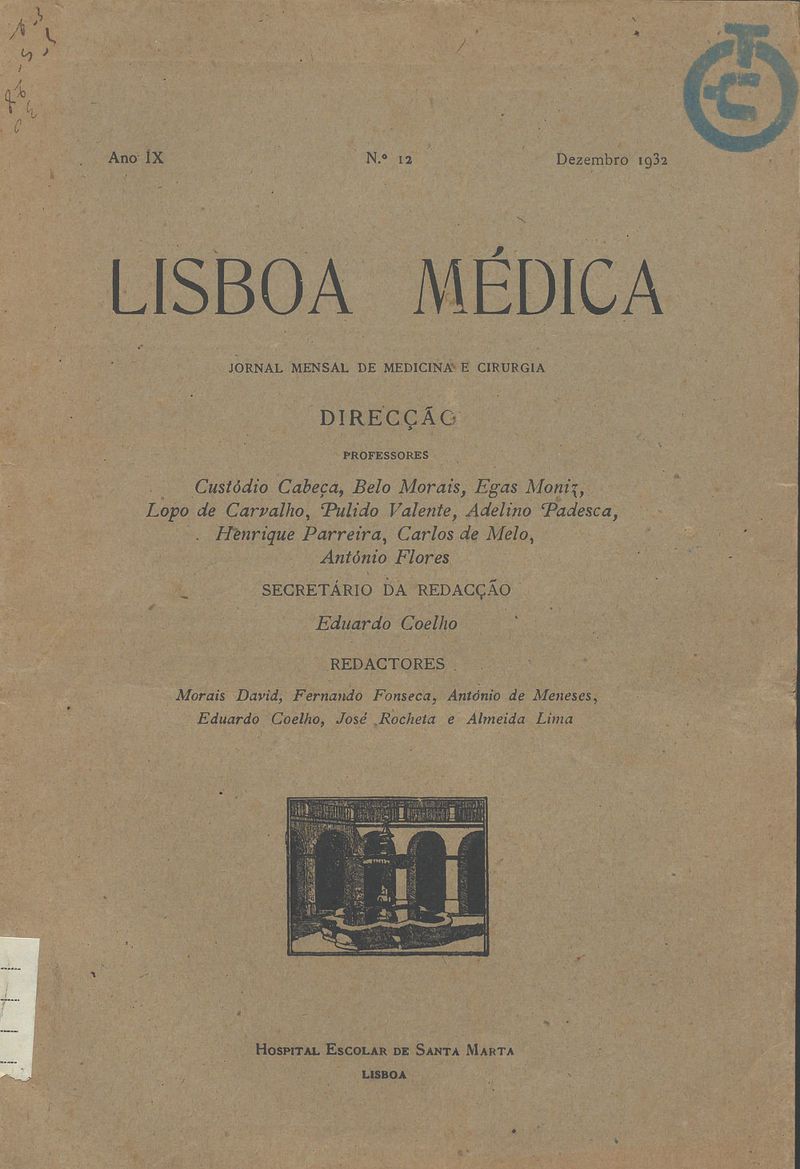 Ano IX N.º 12 Dezembro 1932
LISBOA MÉDICA
JORNAL MENSAL DE MEDICINA E CIRURGIA
DIRECÇÃO
PROFESSORES
Custódio Cabeça, Belo Morais, Egas Moniz,
Lopo de Carvalho, Pulido Valente, Adelino Padesca,
Henrique Parreira, Carlos de Melo,
António Flores
SECRETÁRIO DA REDACÇÃO
Eduardo Coelho
REDACTORES
Morais David, Fernando Fonseca, António de Meneses,
Eduardo Coelho, José Rocheta e Almeida Lima
HOSPITAL ESCOLAR DE SANTA MARTA
LISBOA